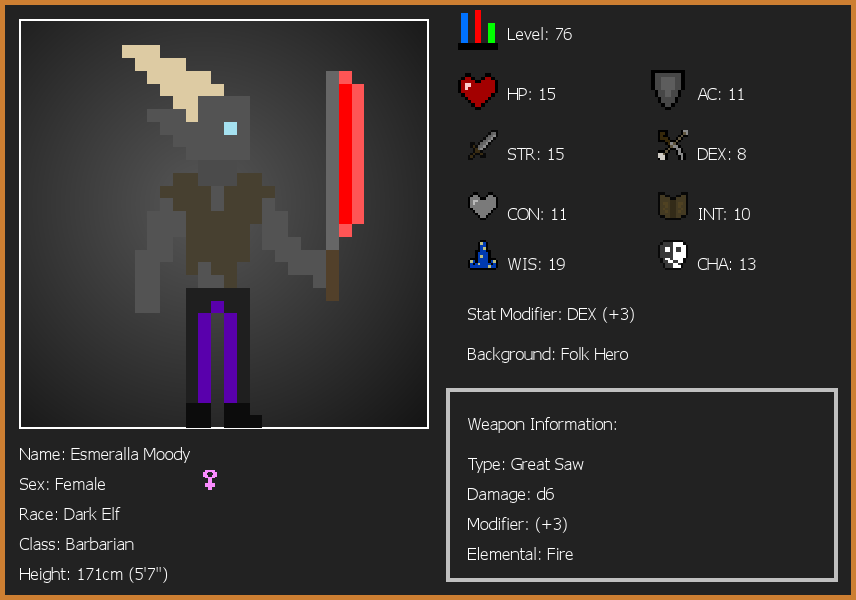 Level: 76
HP: 15
AC: 11
STR: 15
DEX: 8
CON: 11
INT: 10
WIS: 19
CHA: 13
Stat Modifier: DEX (+3)
Background: Folk Hero
Weapon Information:
Type: Great Saw
Damage: d6
Modifier: (+3)
Elemental: Fire
Name: Esmeralla Moody
Sex: Female
Race: Dark Elf
Class: Barbarian
Height: 171cm (5'7")